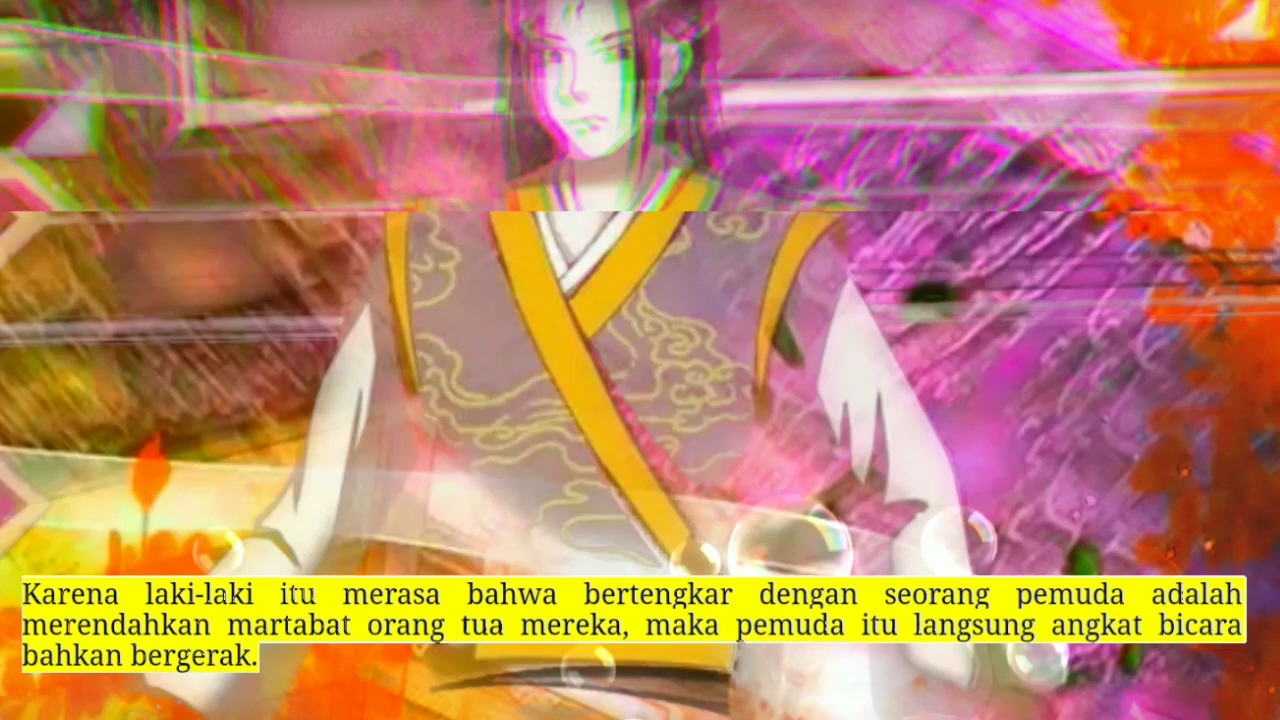 Karena laki-laki itu merasa bahwa bertengkar dengan seorang pemuda adalah
merendahkan martabat orang tua mereka, maka pemuda itu langsung angkat bicara
bahkan bergerak.